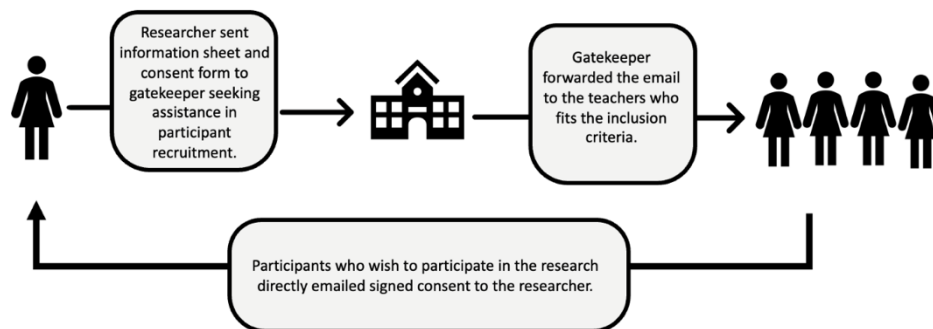 Researcher sent
information sheet and
consent form to
gatekeeper seeking
assistance in
participant
recruitment.
Gatekeeper
forwarded the email
to the teachers who
fits the inclusion
criteria.
Participants who wish to participate in the research
directly emailed signed consent to the researcher.